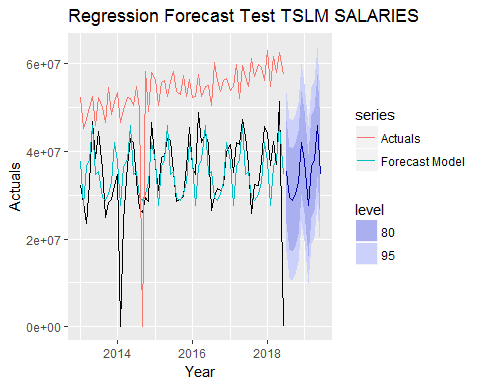 Regression Forecast Test TSLM SALARIES
6e+07
4e+07
2e+07
0e+00
Actuals
2014
2016
2018
Year
series
Actuals
Forecast Model
level
80
95